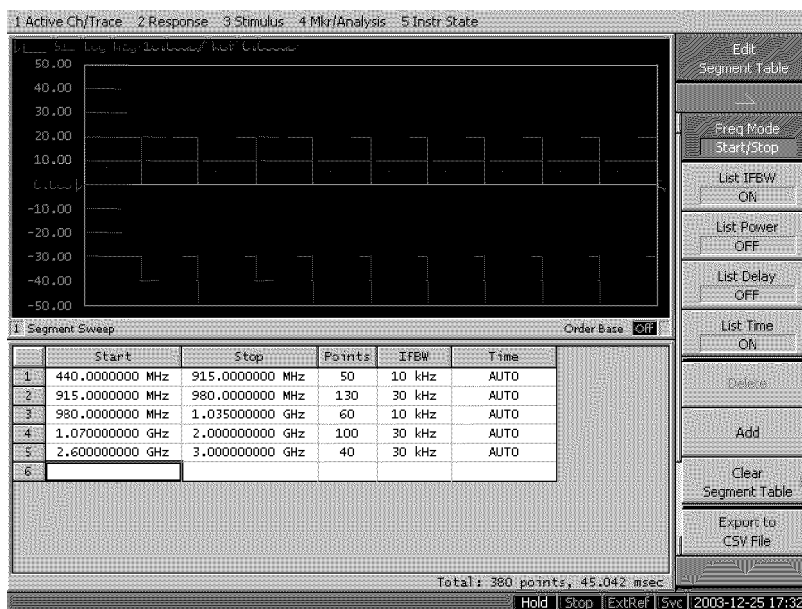 1 Active Ch/Trace 2 Response 3 Stimulus 4 Mkr/Analysis 5 Instr State
50.00
40.00
30.00
20.00
10.00
-10.00
-20.00
-30.00
-40.00
-50.00
1 Segment Sweep Order Base Off
Start Stop Points IFBW Time
1 440.0000000 MHz 915.0000000 MHz 50 10 kHz AUTO
2 915.0000000 MHz 980.0000000 MHz 130 30 kHz AUTO
3 980.0000000 MHz 1.035000000 GHz 60 10 kHz AUTO
4 1.070000000 GHz 2.000000000 GHz 100 30 kHz AUTO
5 2.600000000 GHz 3.000000000 GHz 40 30 kHz AUTO
6
Total: 380 points, 45.042 msec
Edit
Segment Table
Freq Mode
Start/Stop
List IFBW
ON
List Power
OFF
List Delay
OFF
List Time
ON
Delete
Add
Clear
Segment Table
Export to
CSV File
Hold Stop ExtRef Svc 2003-12-25 17:32